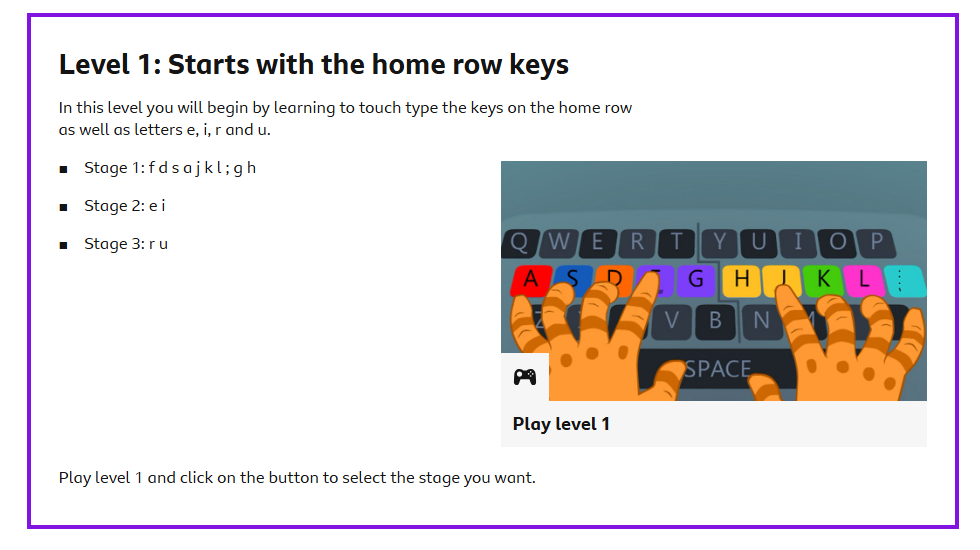 Level 1: Starts with the home row keys
In this level you will begin by learning to touch type the keys on the home row
as well as letters e, i, r and u.
Stage 1: f d s a j k l ; g h
Stage 2: e i
Stage 3: r u
Q W E R T Y U I O P
A S D G H J K L ;
Z V B N M
SPACE
Play level 1
Play level 1 and click on the button to select the stage you want.